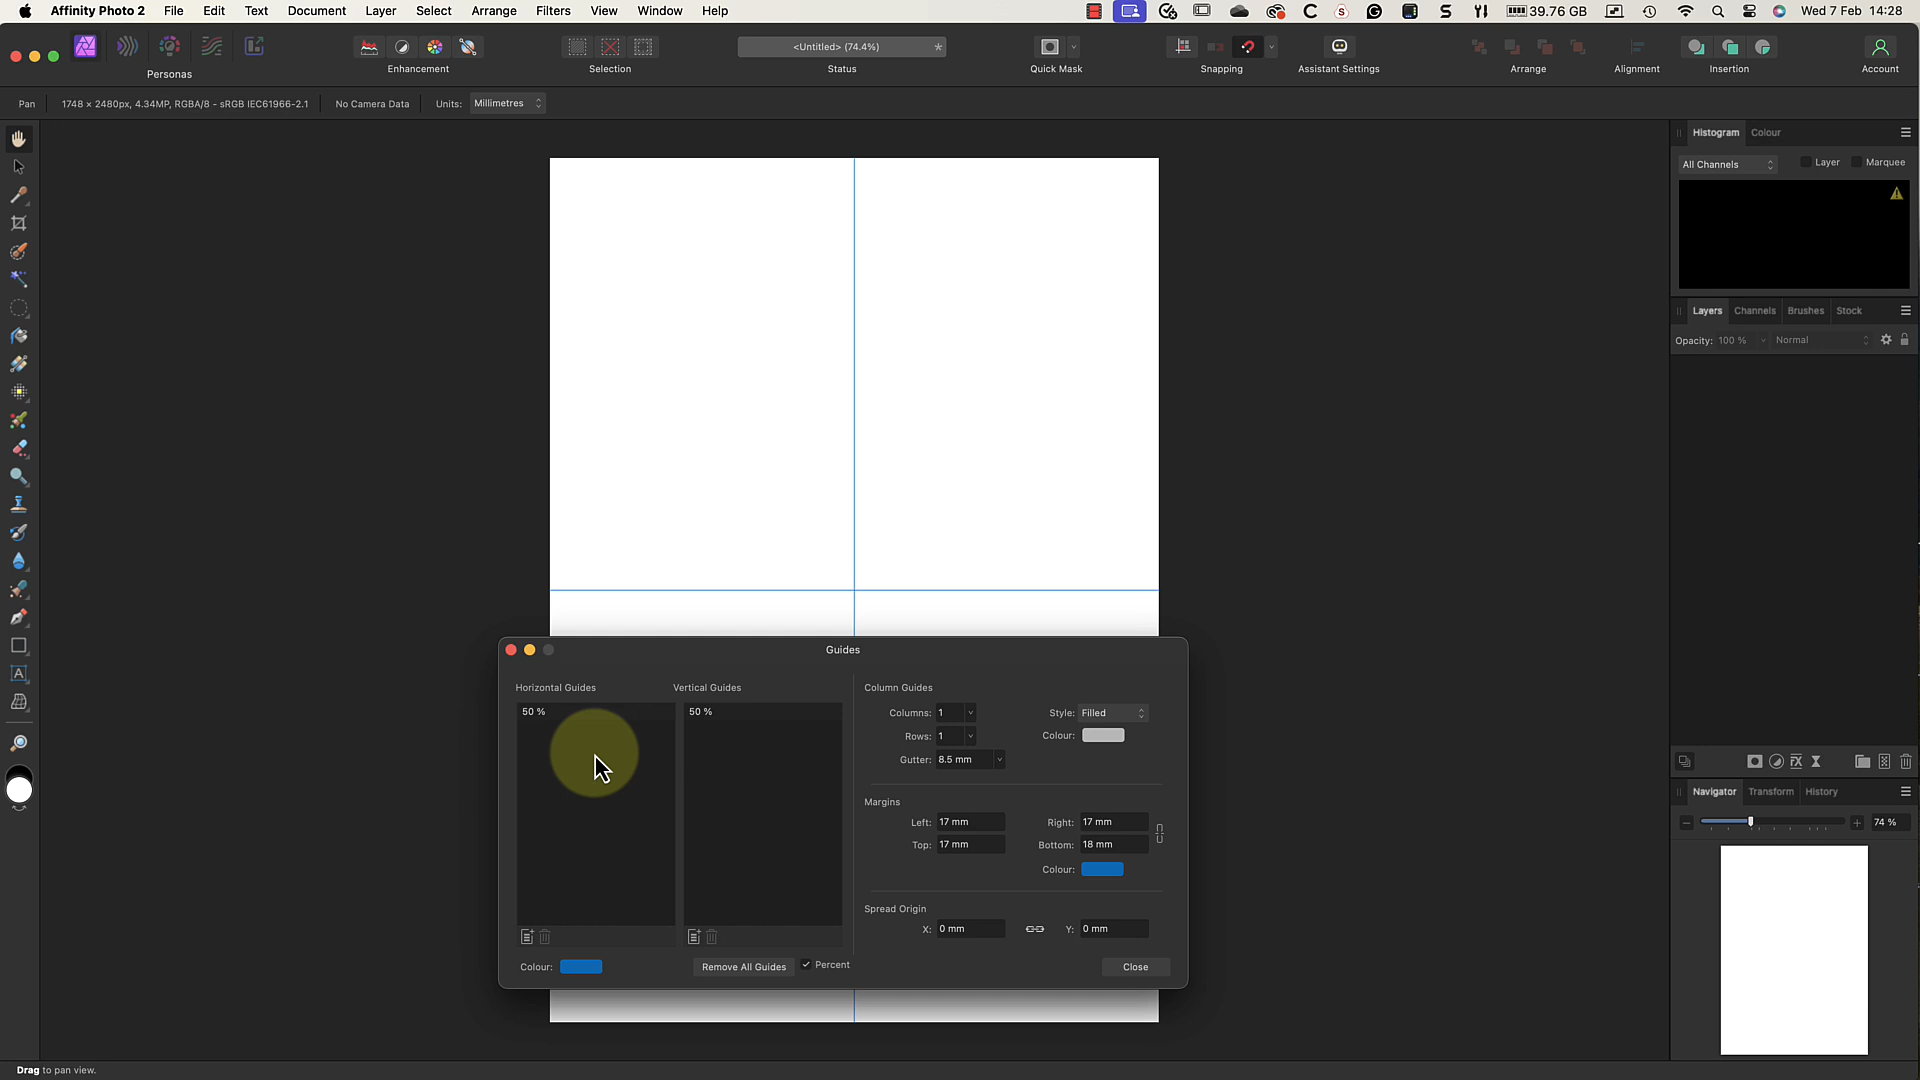 Affinity Photo 2 File Edit Text Document Layer Select Arrange Filters View Window Help 39.76 GB Wed 7 Feb 14:28
<Untitled> (74.4%) *
Personas Enhancement Selection Status Quick Mask Snapping Assistant Settings Arrange Alignment Insertion Account
Pan 1748 × 2480px, 4.34MP, RGBA/8 - sRGB IEC61966-2.1 No Camera Data Units: Millimetres
Histogram Colour
All Channels Layer Marquee
Layers Channels Brushes Stock
Opacity: 100 % Normal
Guides
Horizontal Guides Vertical Guides Column Guides
50 % 50 % Columns: 1 Style: Filled
Rows: 1 Colour:
Gutter: 8.5 mm
Margins
Left: 17 mm Right: 17 mm
Top: 17 mm Bottom: 18 mm
Colour:
Spread Origin
X: 0 mm Y: 0 mm
Colour: Remove All Guides Percent Close
Navigator Transform History
74 %
Drag to pan view.